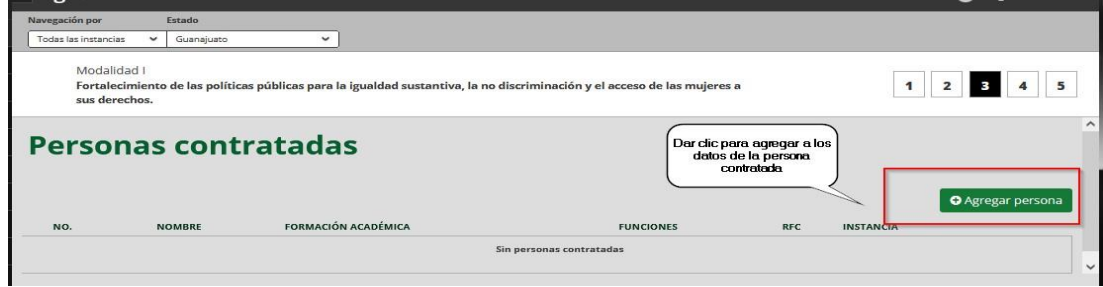 Navegación por Estado
Todas las instancias Guanajuato
Modalidad I
Fortalecimiento de las políticas públicas para la igualdad sustantiva, la no discriminación y el acceso de las mujeres a
sus derechos.
1 2 3 4 5
Personas contratadas
Dar clic para agregar a los
datos de la persona
contratada
Agregar persona
NO. NOMBRE FORMACIÓN ACADÉMICA FUNCIONES RFC INSTANCIA
Sin personas contratadas